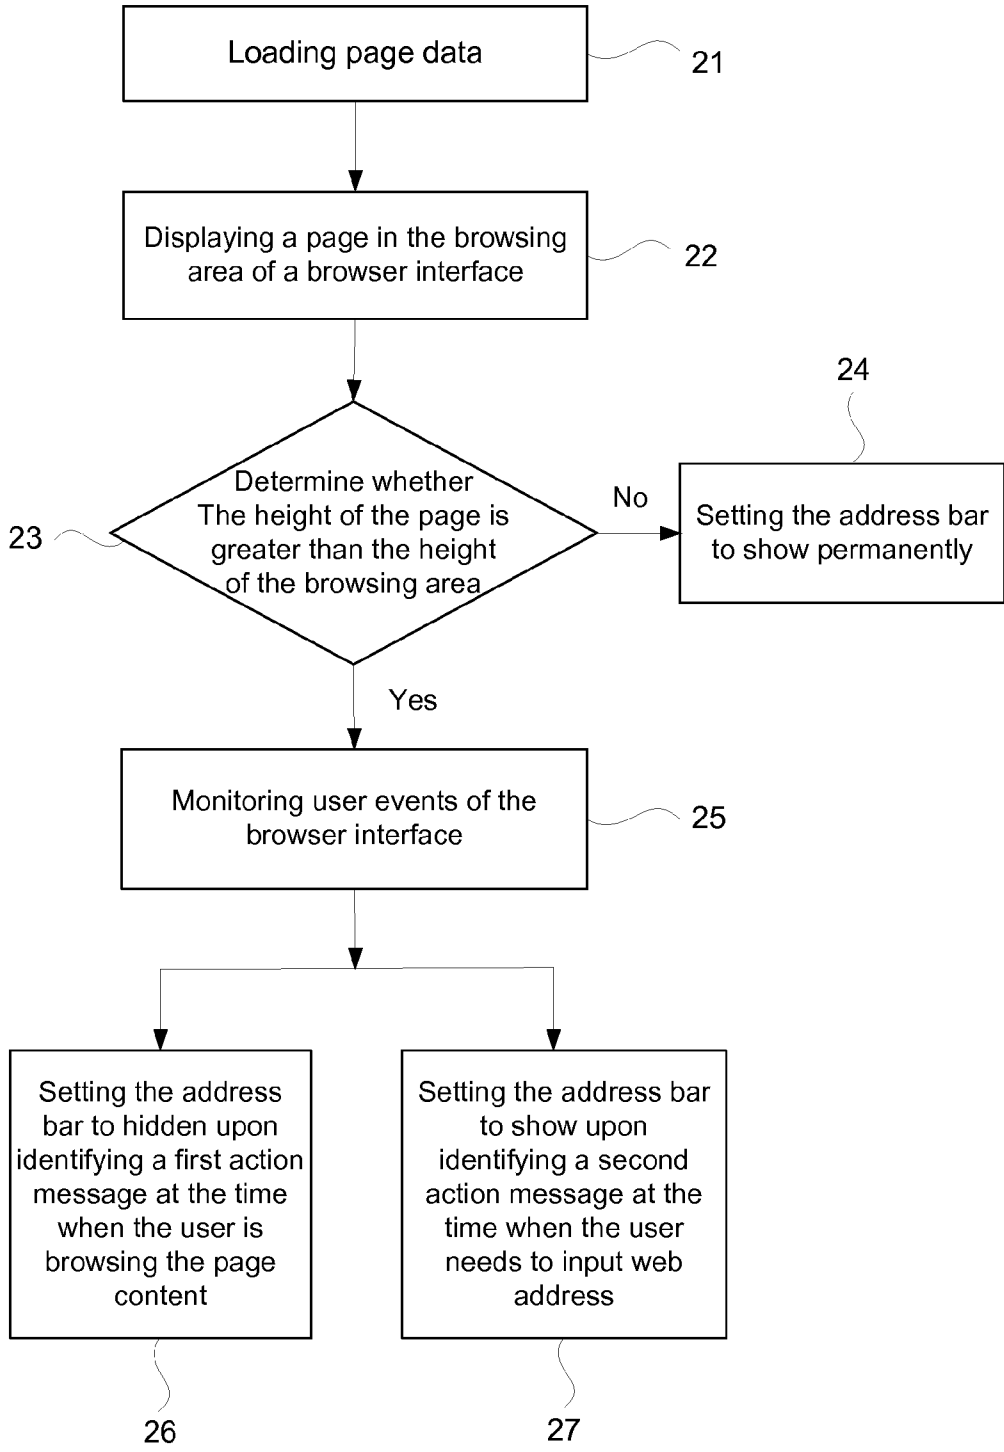 Loading page data
21
Displaying a page in the browsing
area of a browser interface
22
24
Determine whether
The height of the page is
greater than the height
of the browsing area
23
No
Setting the address bar
to show permanently
Yes
Monitoring user events of the
browser interface
25
Setting the address
bar to hidden upon
identifying a first action
message at the time
when the user is
browsing the page
content
Setting the address bar
to show upon
identifying a second
action message at the
time when the user
needs to input web
address
26
27